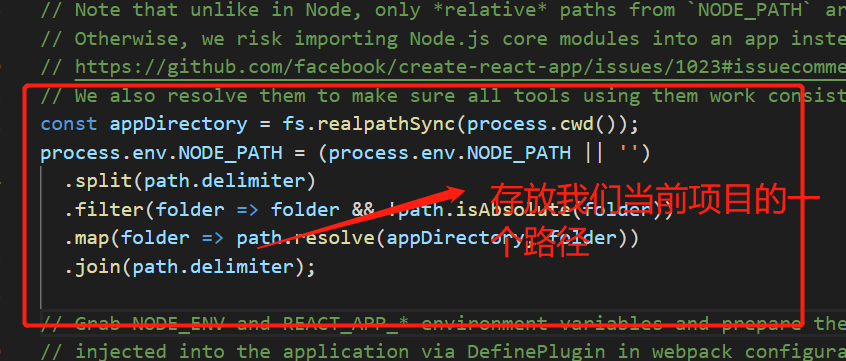 // Note that unlike in Node, only *relative* paths from `NODE_PATH` ar
// Otherwise, we risk importing Node.js core modules into an app inste
// https://github.com/facebook/create-react-app/issues/1023#issuecomme
// We also resolve them to make sure all tools using them work consist
const appDirectory = fs.realpathSync(process.cwd());
process.env.NODE_PATH = (process.env.NODE_PATH || '')
.split(path.delimiter)
.filter(folder => folder && !path.isAbsolute(folder))
.map(folder => path.resolve(appDirectory, folder))
.join(path.delimiter);
存放我们当前项目的一
个路径
// Grab NODE_ENV and REACT_APP_* environment variables and prepare the
// injected into the application via DefinePlugin in webpack configura